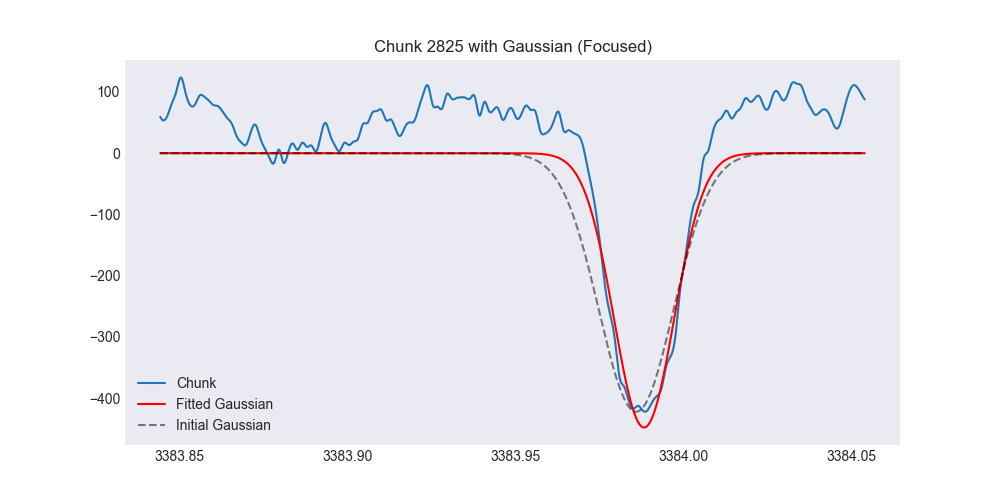 Chunk 2825 with Gaussian (Focused)
100
0
−100
−200
−300
−400
Chunk
Fitted Gaussian
Initial Gaussian
3383.85 3383.90 3383.95 3384.00 3384.05